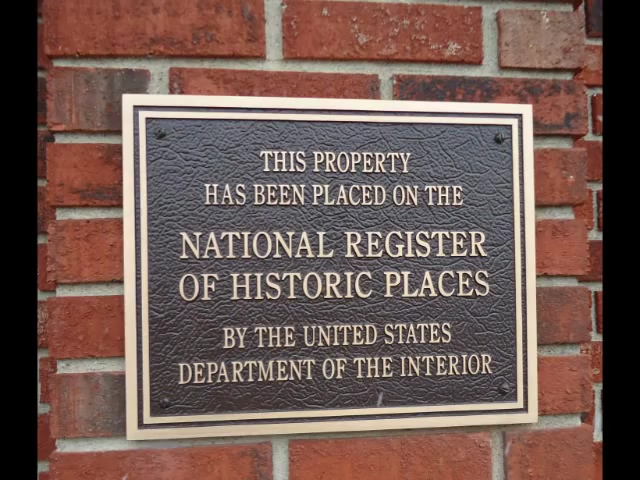 THIS PROPERTY
HAS BEEN PLACED ON THE
NATIONAL REGISTER
OF HISTORIC PLACES
BY THE UNITED STATES
DEPARTMENT OF THE INTERIOR